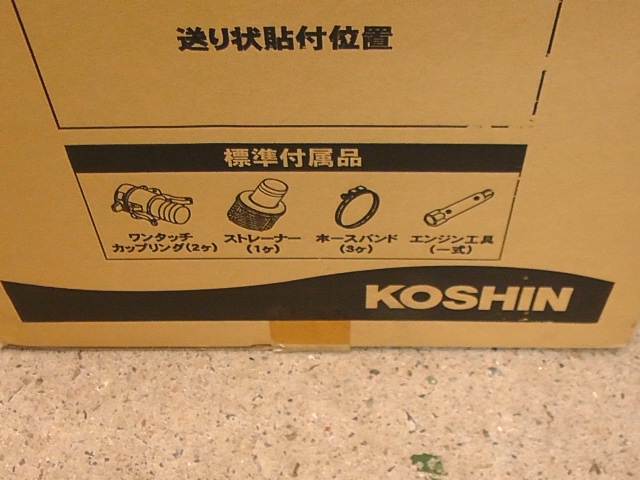 送り状貼付位置
標準付属品
ワンタッチ
カップリング(2ヶ)
ストレーナー
(1ヶ)
ホースバンド
(3ヶ)
エンジン工具
(一式)
KOSHIN